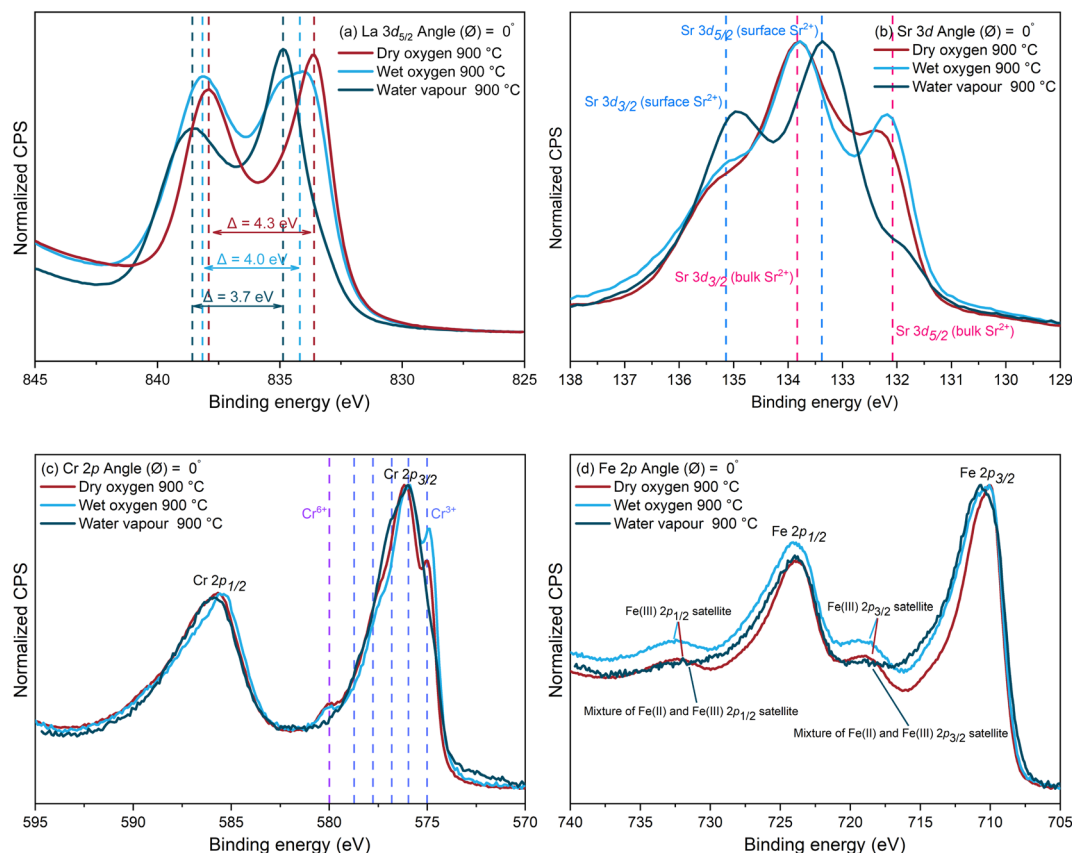 (a) La 3d5/2 Angle (Ø) = 0°
Dry oxygen 900 °C
Wet oxygen 900 °C
Water vapour 900 °C
Δ = 4.3 eV
Δ = 4.0 eV
Δ = 3.7 eV
Normalized CPS
845 840 835 830 825
Binding energy (eV)
(b) Sr 3d Angle (Ø) = 0°
Dry oxygen 900 °C
Wet oxygen 900 °C
Water vapour 900 °C
Sr 3d5/2 (surface Sr2+)
Sr 3d3/2 (surface Sr2+)
Sr 3d3/2 (bulk Sr2+)
Sr 3d5/2 (bulk Sr2+)
Normalized CPS
138 137 136 135 134 133 132 131 130 129
Binding energy (eV)
(c) Cr 2p Angle (Ø) = 0°
Dry oxygen 900 °C
Wet oxygen 900 °C
Water vapour 900 °C
Cr 2p3/2
Cr6+
Cr3+
Cr 2p1/2
Normalized CPS
595 590 585 580 575 570
Binding energy (eV)
(d) Fe 2p Angle (Ø) = 0°
Dry oxygen 900 °C
Wet oxygen 900 °C
Water vapour 900 °C
Fe 2p3/2
Fe 2p1/2
Fe(III) 2p1/2 satellite
Fe(III) 2p3/2 satellite
Mixture of Fe(II) and Fe(III) 2p1/2 satellite
Mixture of Fe(II) and Fe(III) 2p3/2 satellite
Normalized CPS
740 735 730 725 720 715 710 705
Binding energy (eV)